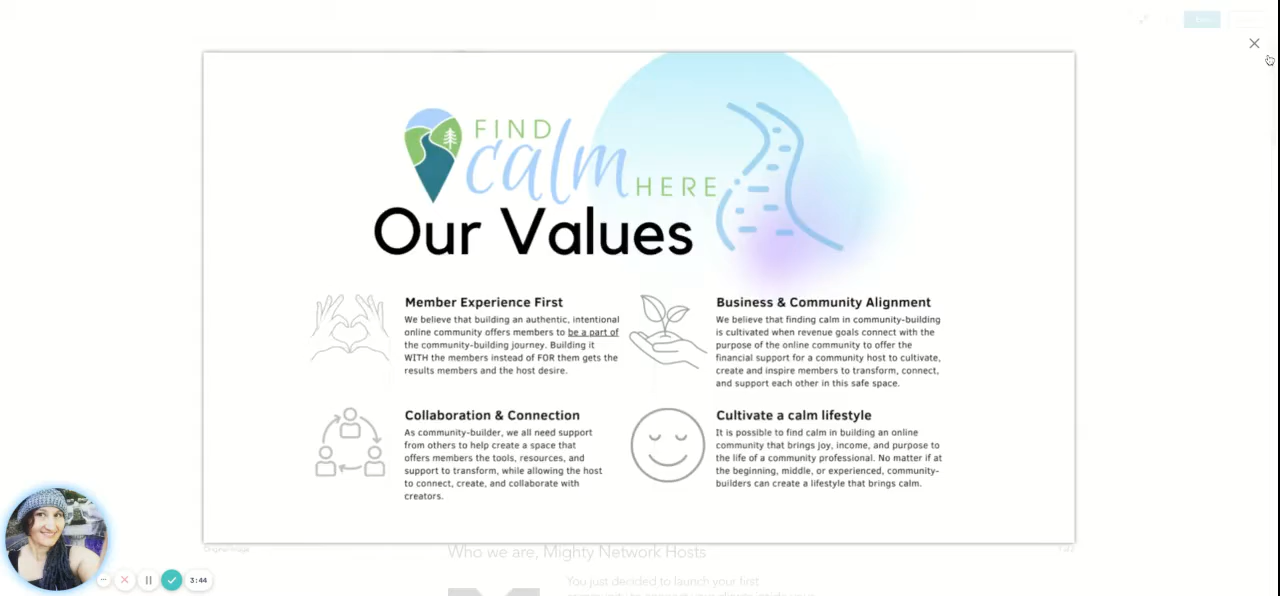 FIND
calm
HERE
Our Values
Member Experience First
We believe that building an authentic, intentional
online community offers members to be a part of
the community-building journey. Building it
WITH the members instead of FOR them gets the
results members and the host desire.
Business & Community Alignment
We believe that finding calm in community-building
is cultivated when revenue goals connect with the
purpose of the online community to offer the
financial support for a community host to cultivate,
create and inspire members to transform, connect,
and support each other in this safe space.
Collaboration & Connection
As community-builder, we all need support
from others to help create a space that
offers members the tools, resources, and
support to transform, while allowing the host
to connect, create, and collaborate with
creators.
Cultivate a calm lifestyle
It is possible to find calm in building an online
community that brings joy, income, and purpose to
the life of a community professional. No matter if at
the beginning, middle, or experienced, community-
builders can create a lifestyle that brings calm.
Original image
Who we are, Mighty Network Hosts
You just decided to launch your first
3:44